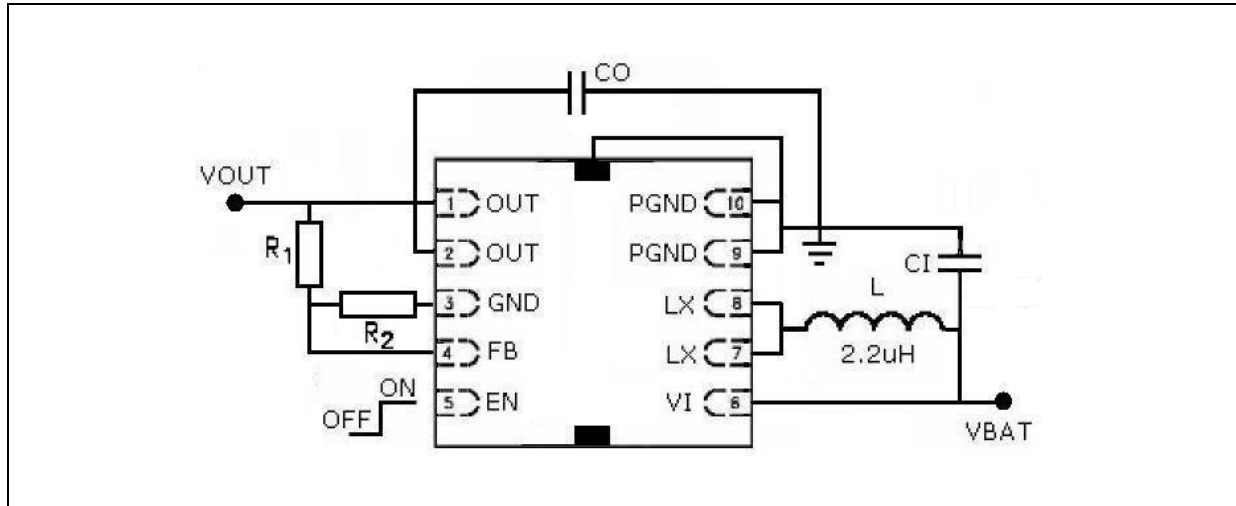 CO
VOUT
1 OUT
PGND 10
R1
2 OUT
PGND 9
CI
3 GND
LX 8
L
R2
4 FB
LX 7
2.2uH
ON
5 EN
VI 6
OFF
VBAT